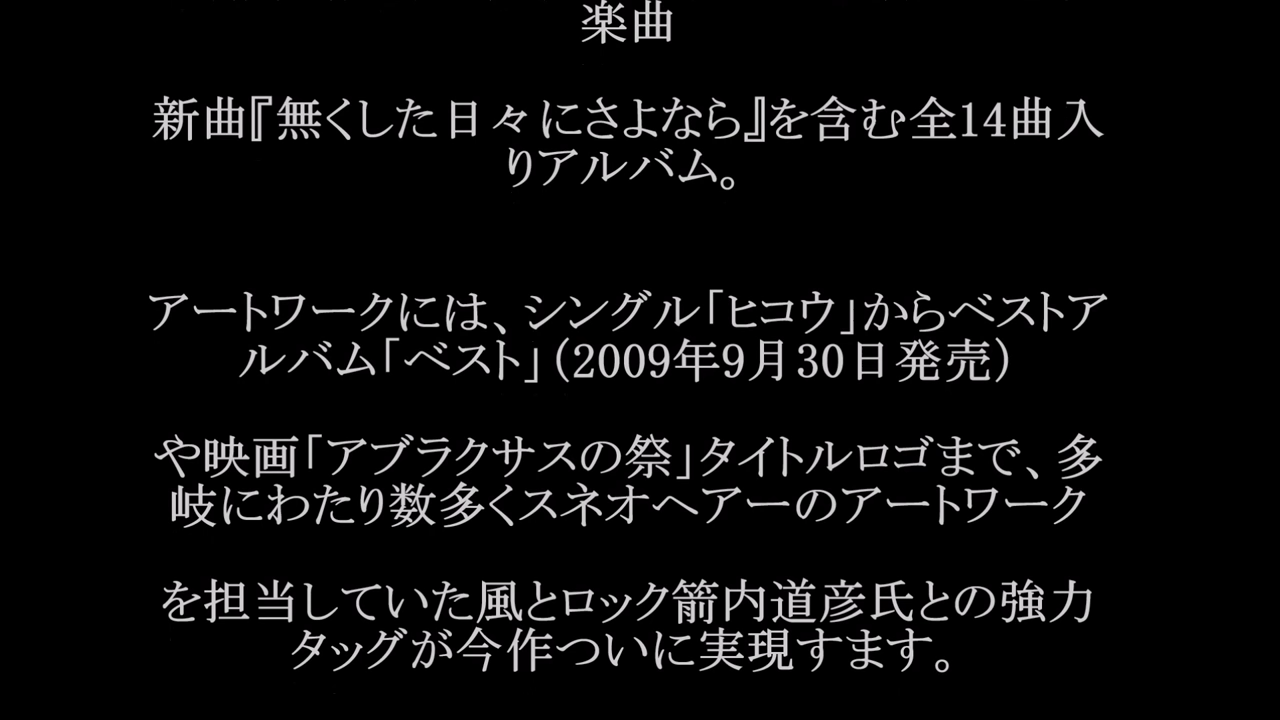 楽曲
新曲『無くした日々にさよなら』を含む全14曲入
りアルバム。
アートワークには、シングル「ヒコウ」からベストア
ルバム「ベスト」（2009年9月30日発売）
や映画「アブラクサスの祭」タイトルロゴまで、多
岐にわたり数多くスネオヘアーのアートワーク
を担当していた風とロック箭内道彦氏との強力
タッグが今作ついに実現すます。